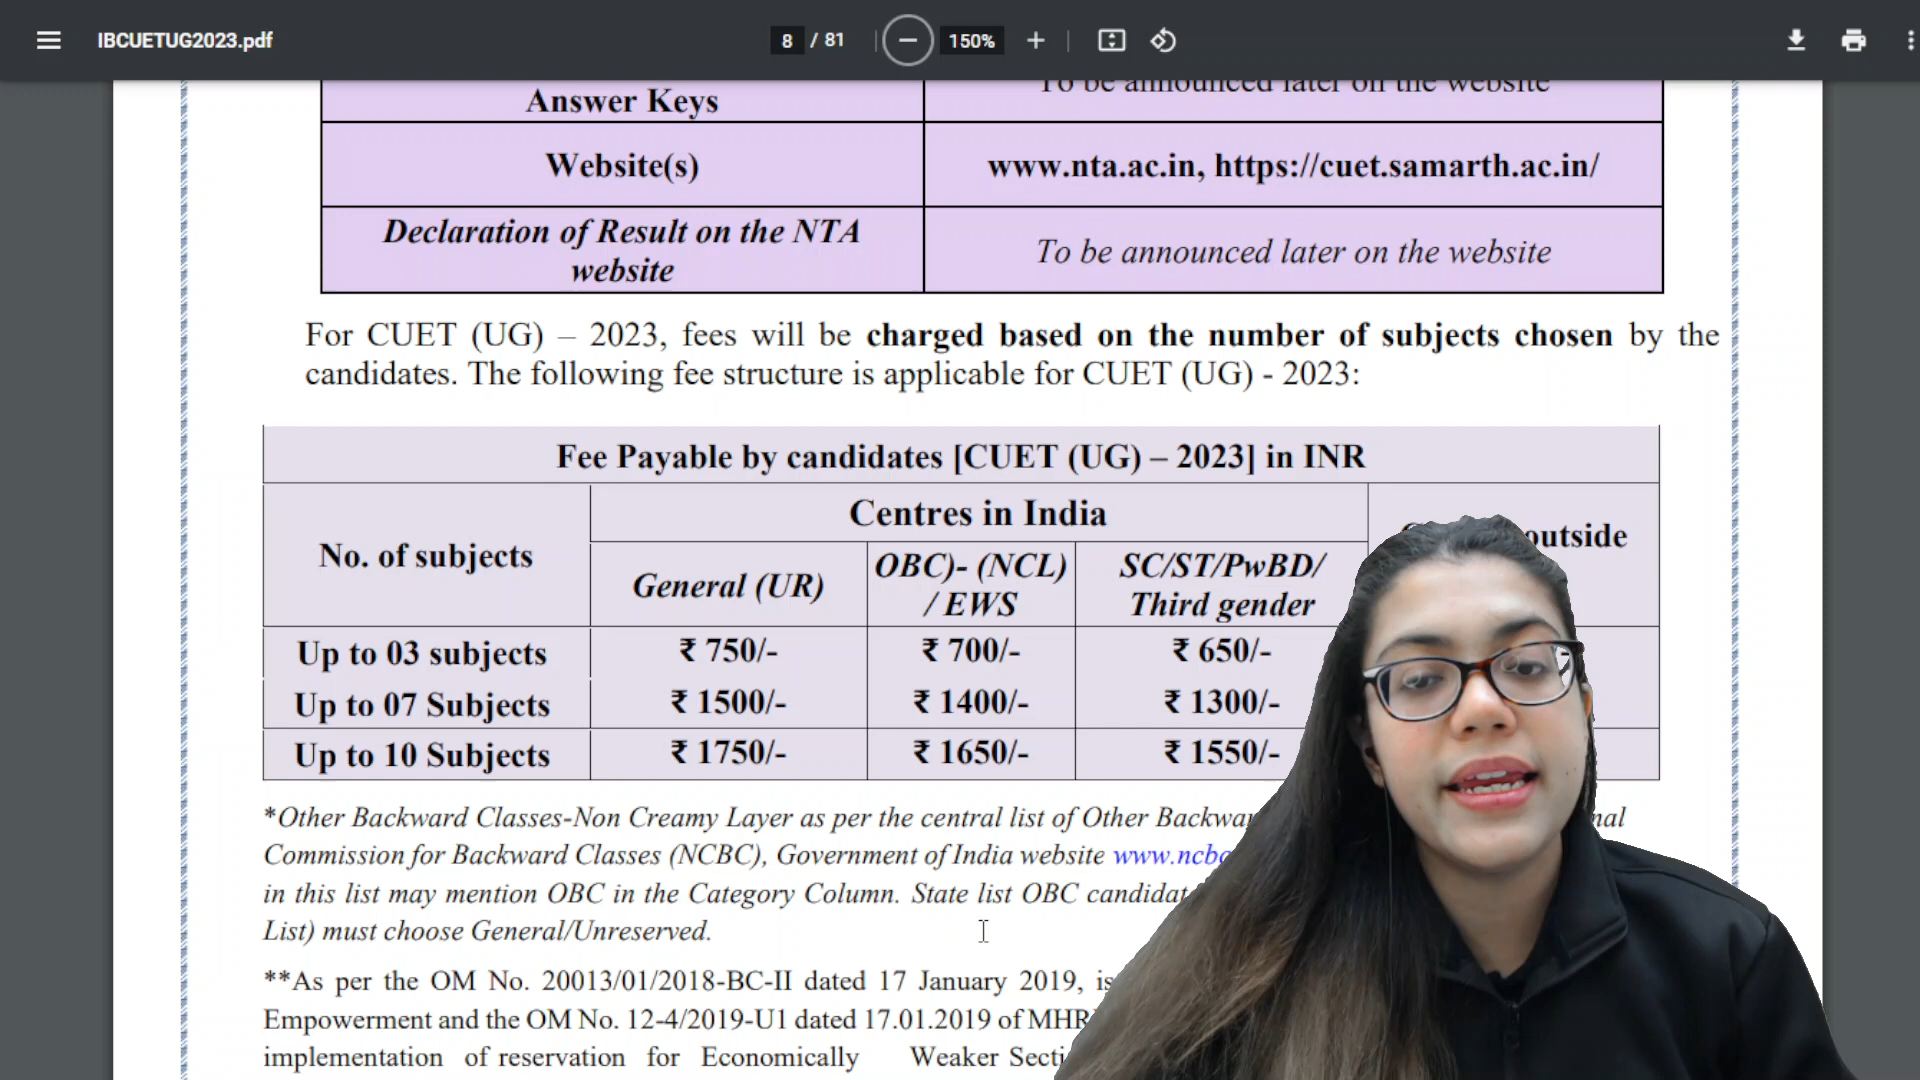 IBCUETUG2023.pdf
8 / 81
150%
Answer Keys
To be announced later on the website
Website(s)
www.nta.ac.in, https://cuet.samarth.ac.in/
Declaration of Result on the NTA
website
To be announced later on the website
For CUET (UG) – 2023, fees will be charged based on the number of subjects chosen by the
candidates. The following fee structure is applicable for CUET (UG) - 2023:
Fee Payable by candidates [CUET (UG) – 2023] in INR
No. of subjects
Centres in India
outside
General (UR)
OBC)- (NCL)
/ EWS
SC/ST/PwBD/
Third gender
Up to 03 subjects
₹ 750/-
₹ 700/-
₹ 650/-
Up to 07 Subjects
₹ 1500/-
₹ 1400/-
₹ 1300/-
Up to 10 Subjects
₹ 1750/-
₹ 1650/-
₹ 1550/-
*Other Backward Classes-Non Creamy Layer as per the central list of Other
Commission for Backward Classes (NCBC), Government of India website
in this list may mention OBC in the Category Column. State list OBC
List) must choose General/Unreserved.
**As per the OM No. 20013/01/2018-BC-II dated 17 January 2019,
Empowerment and the OM No. 12-4/2019-U1 dated 17.01.2019 of
implementation of reservation for Economically Weaker